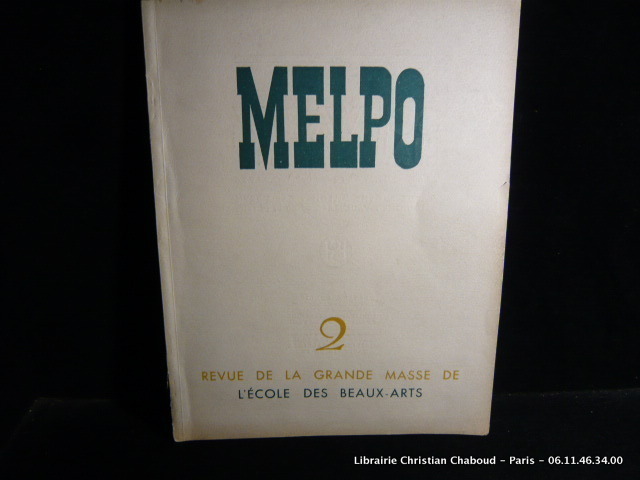 MELPO
2
REVUE DE LA GRANDE MASSE DE
L'ÉCOLE DES BEAUX-ARTS
Librairie Christian Chaboud - Paris - 06.11.46.34.00